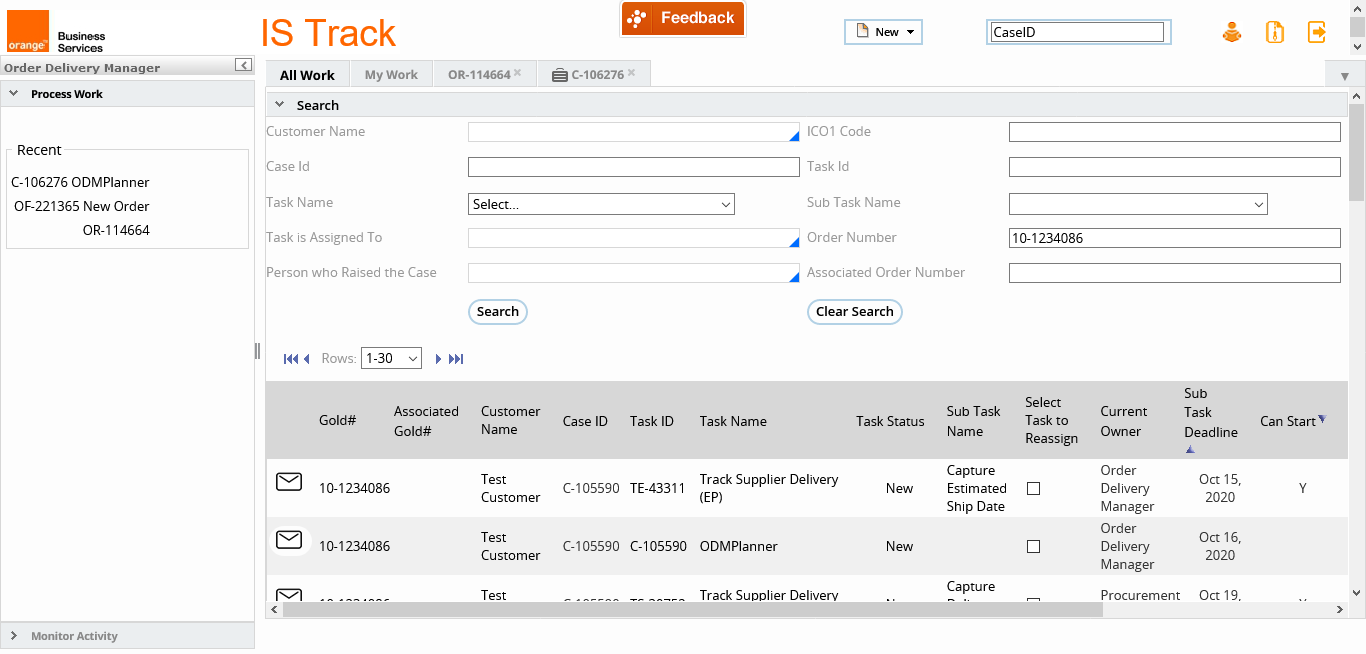 orange™
Business
Services
IS Track
Feedback
New
CaseID
Order Delivery Manager
All Work
My Work
OR-114664
C-106276
Process Work
Search
Recent
C-106276 ODMPlanner
OF-221365 New Order
OR-114664
Customer Name
ICO1 Code
Case Id
Task Id
Task Name
Select...
Sub Task Name
Task is Assigned To
Order Number
10-1234086
Person who Raised the Case
Associated Order Number
Search
Clear Search
Rows: 1-30
Gold#
Associated
Gold#
Customer
Name
Case ID
Task ID
Task Name
Task Status
Sub Task
Name
Select
Task to
Reassign
Current
Owner
Sub
Task
Deadline
Can Start
10-1234086
Test
Customer
C-105590
TE-43311
Track Supplier Delivery
(EP)
New
Capture
Estimated
Ship Date
Order
Delivery
Manager
Oct 15,
2020
Y
10-1234086
Test
Customer
C-105590
C-105590
ODMPlanner
New
Order
Delivery
Manager
Oct 16,
2020
Test
Track Supplier Delivery
Capture
Procurement
Oct 19,
Monitor Activity